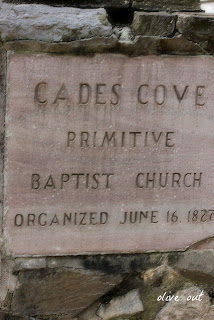 CADES COVE
PRIMITIVE
BAPTIST CHURCH
ORGANIZED JUNE 16, 1827
olive out